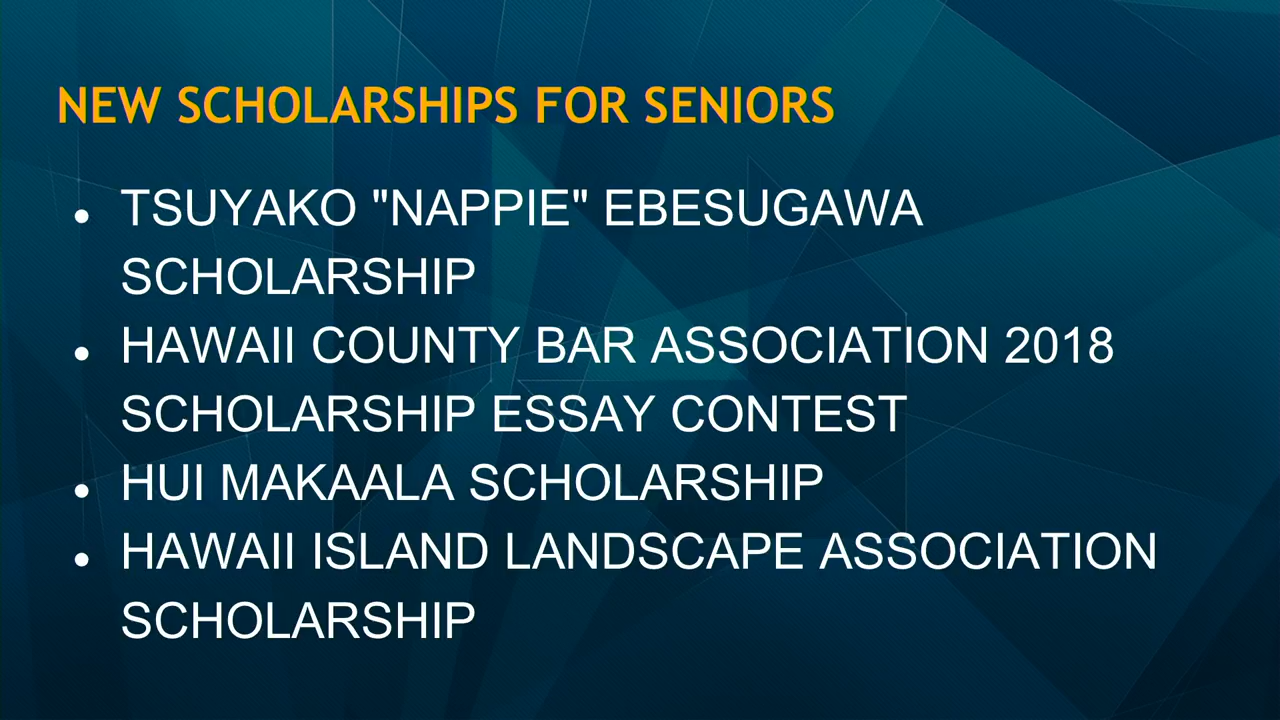 NEW SCHOLARSHIPS FOR SENIORS
● TSUYAKO "NAPPIE" EBESUGAWA
SCHOLARSHIP
● HAWAII COUNTY BAR ASSOCIATION 2018
SCHOLARSHIP ESSAY CONTEST
● HUI MAKAALA SCHOLARSHIP
● HAWAII ISLAND LANDSCAPE ASSOCIATION
SCHOLARSHIP